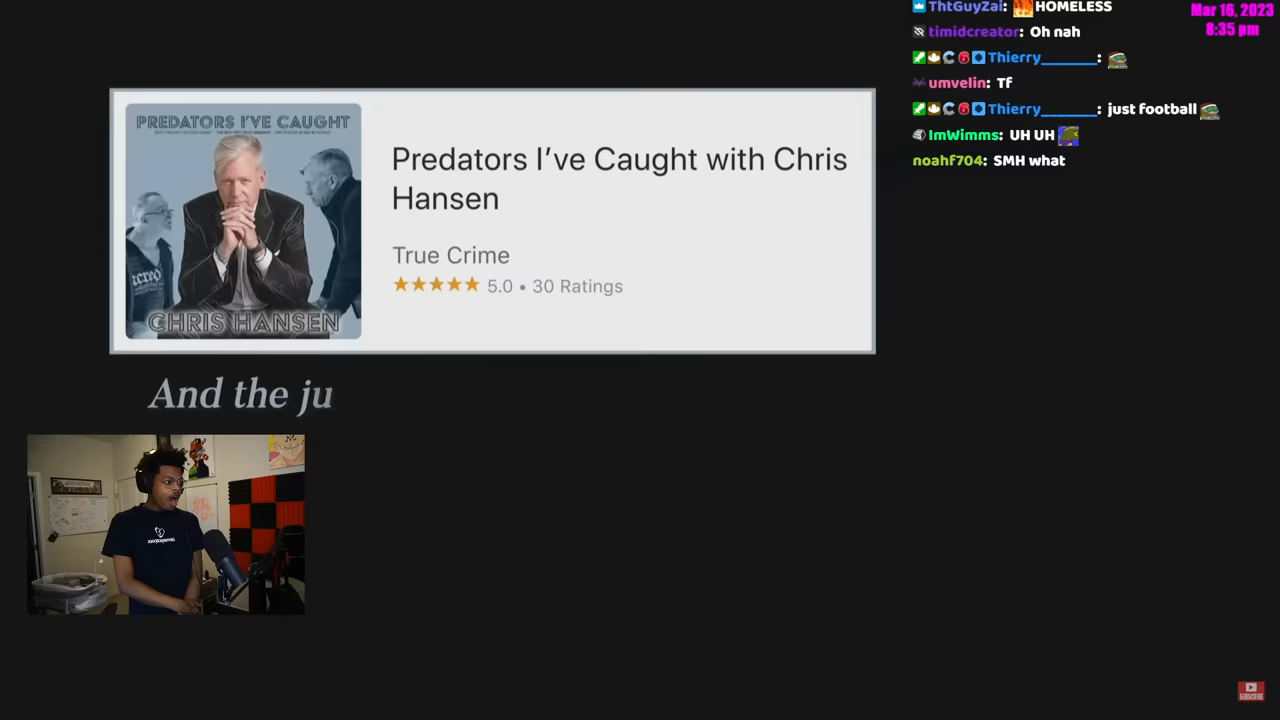 ThtGuyZai: HOMELESS
timidcreator: Oh nah
Thierry_______:
umvelin: Tf
Thierry_______: just football
ImWimms: UH UH
noahf704: SMH what
Mar 16, 2023
8:35 pm
PREDATORS I'VE CAUGHT
CHRIS HANSEN
Predators I’ve Caught with Chris
Hansen
True Crime
5.0 • 30 Ratings
And the ju
SUBSCRIBE